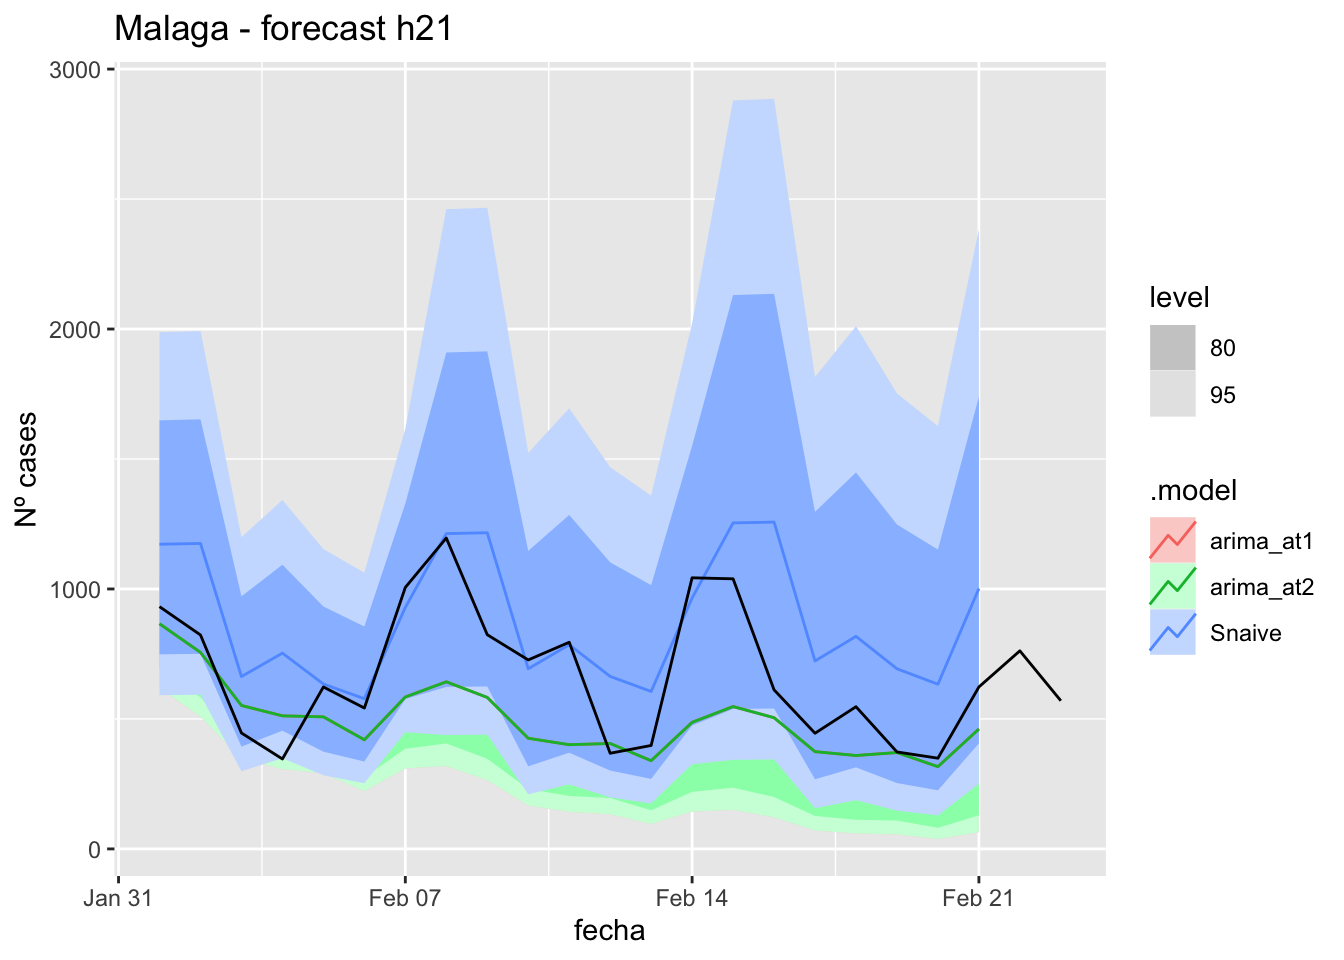 Malaga - forecast h21
3000
2000
1000
0
Nº cases
Jan 31
Feb 07
Feb 14
Feb 21
fecha
level
80
95
.model
arima_at1
arima_at2
Snaive